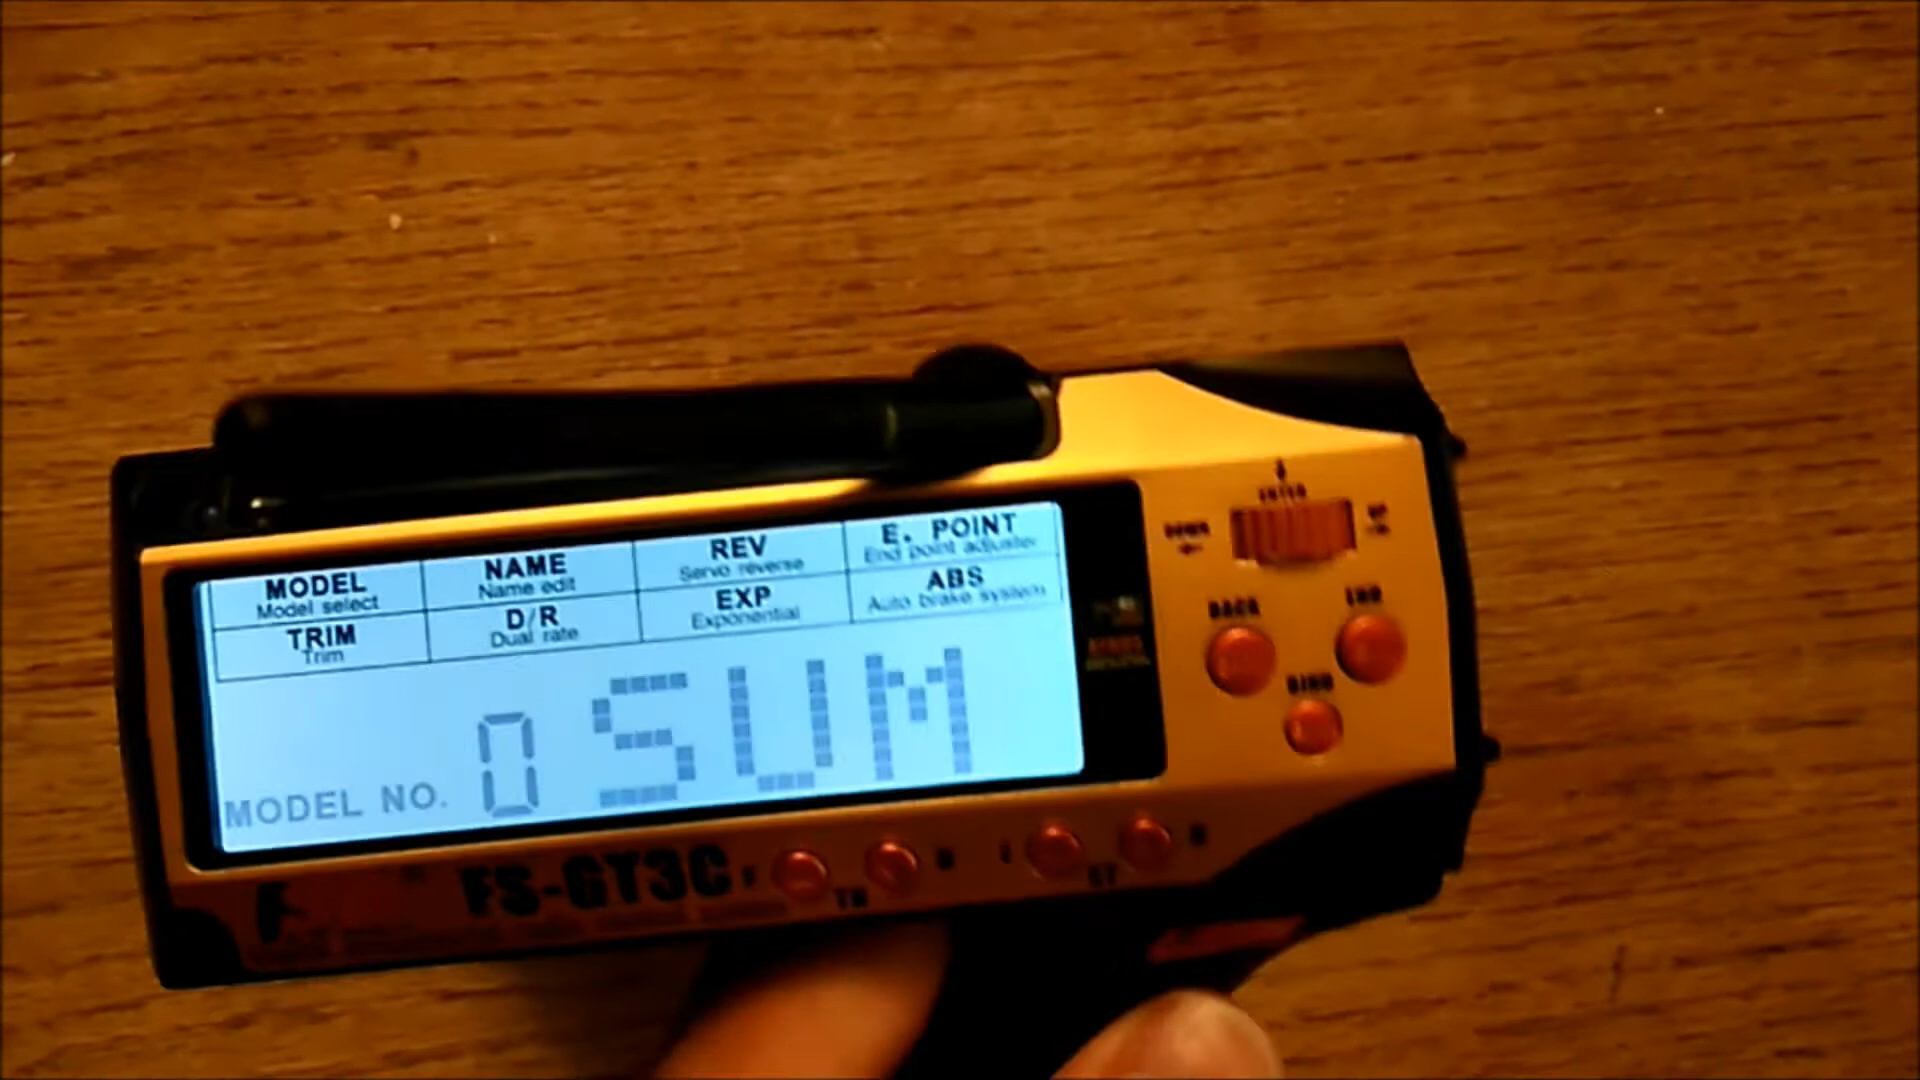 ENTER
DOWN
UP
MODEL NAME REV E. POINT
Model select Name edit Servo reverse End point adjuster
TRIM D/R EXP ABS
Trim Dual rate Exponential Auto brake system
BACK END
BIND
MODEL NO. 0 SUM
FS-GT3C
TH